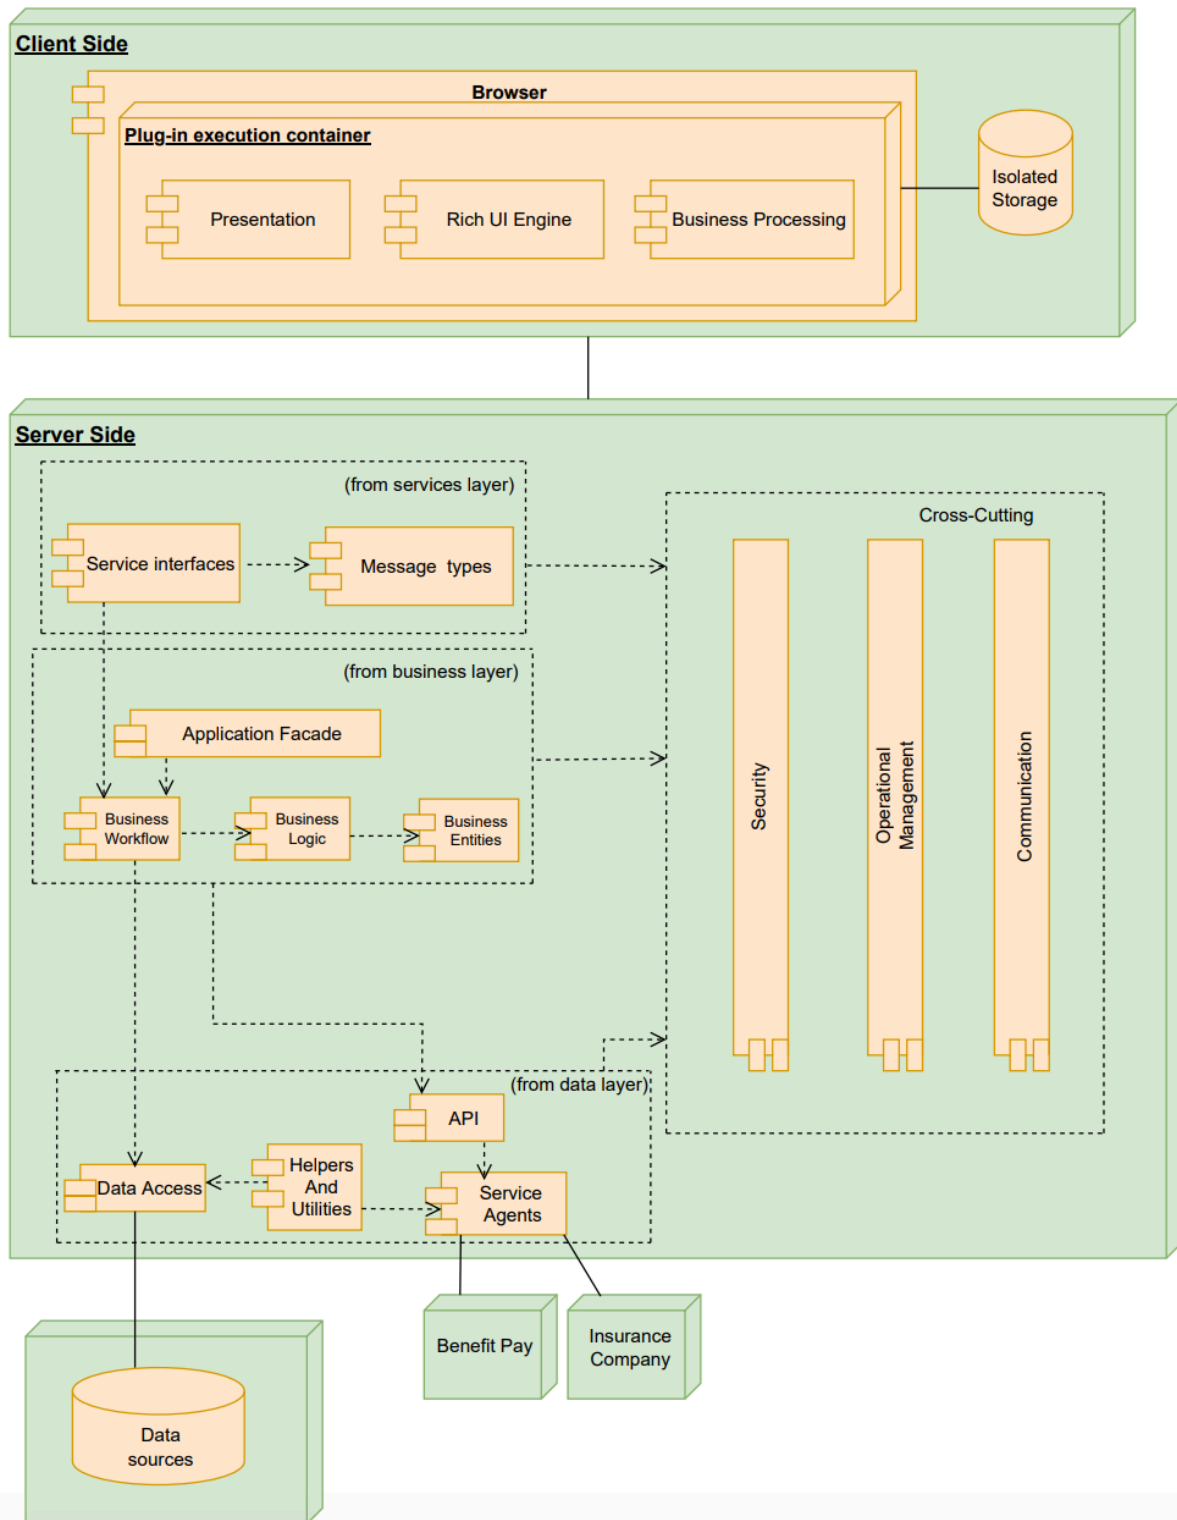 Client Side
Browser
Plug-in execution container
Presentation
Rich UI Engine
Business Processing
Isolated
Storage
Server Side
(from services layer)
Service interfaces
Message types
Cross-Cutting
Security
Operational
Management
Communication
(from business layer)
Application Facade
Business
Workflow
Business
Logic
Business
Entities
(from data layer)
API
Data Access
Helpers
And
Utilities
Service
Agents
Benefit Pay
Insurance
Company
Data
sources